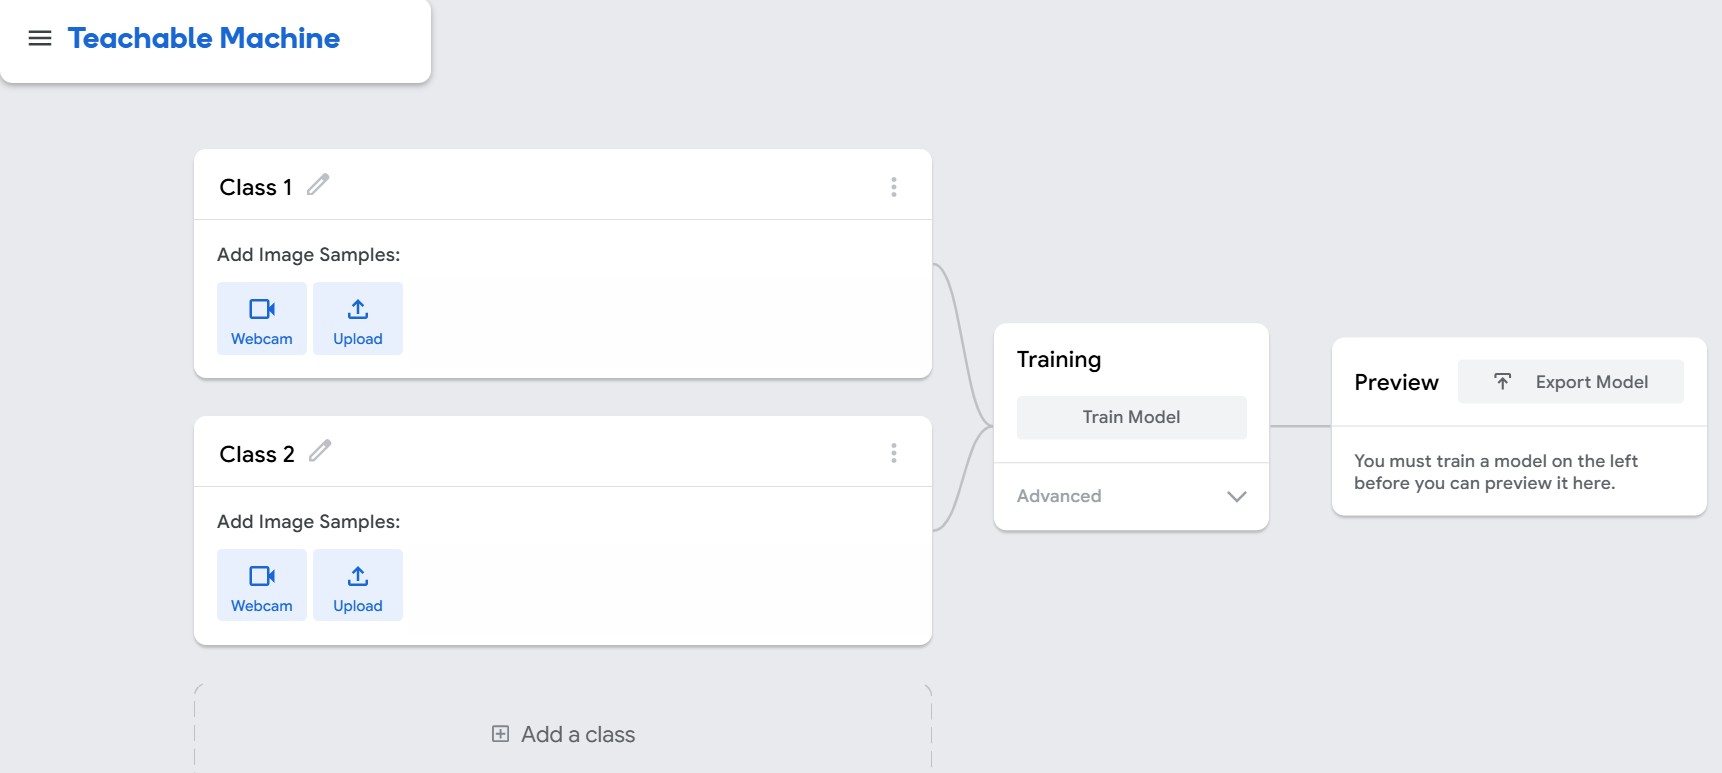 Teachable Machine
Class 1
Add Image Samples:
Webcam
Upload
Class 2
Add Image Samples:
Webcam
Upload
Add a class
Training
Train Model
Advanced
Preview
Export Model
You must train a model on the left
before you can preview it here.